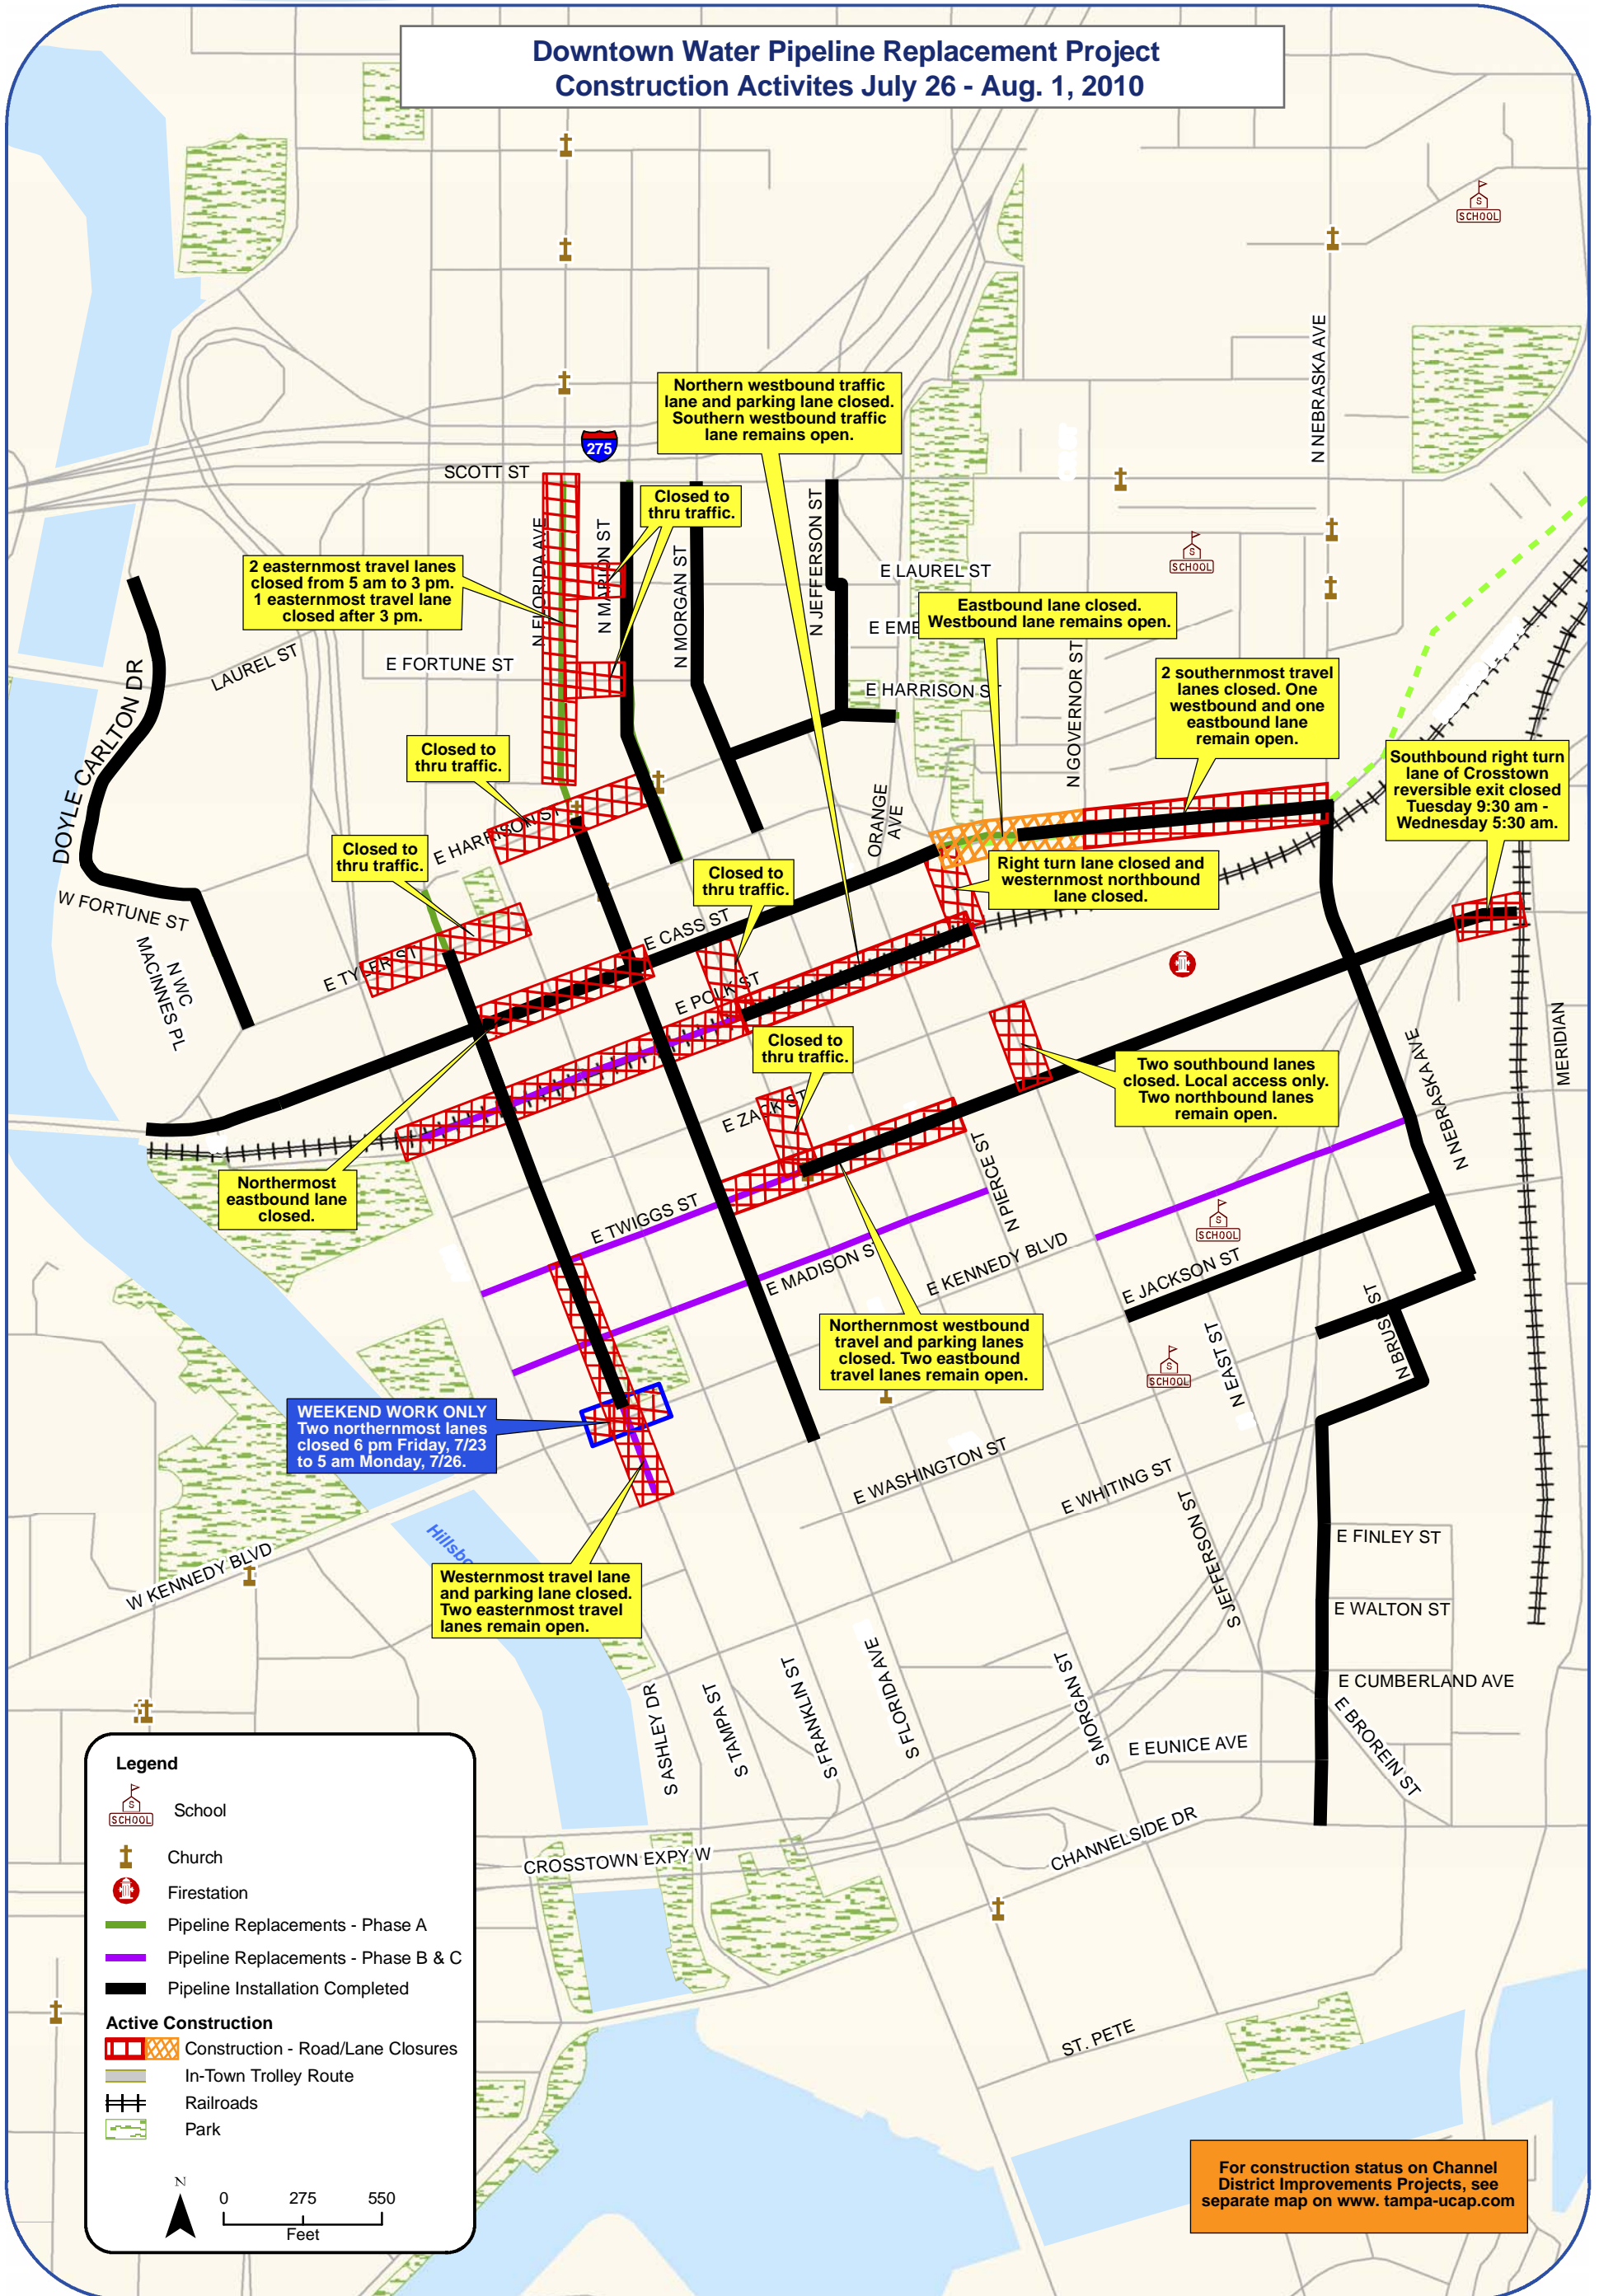 Downtown Water Pipeline Replacement Project
Construction Activites July 26 - Aug. 1, 2010
SCHOOL
N NEBRASKA AVE
Northern westbound traffic
lane and parking lane closed.
Southern westbound traffic
lane remains open.
275
SCOTT ST
Closed to
thru traffic.
N FLORIDA AVE
N MARION ST
N MORGAN ST
N JEFFERSON ST
2 easternmost travel lanes
closed from 5 am to 3 pm.
1 easternmost travel lane
closed after 3 pm.
E LAUREL ST
SCHOOL
Eastbound lane closed.
Westbound lane remains open.
E EME
LAUREL ST
E FORTUNE ST
E HARRISON ST
N GOVERNOR ST
2 southernmost travel
lanes closed. One
westbound and one
eastbound lane
remain open.
DOYLE CARLTON DR
Closed to
thru traffic.
Southbound right turn
lane of Crosstown
reversible exit closed
Tuesday 9:30 am -
Wednesday 5:30 am.
ORANGE
AVE
E HARRISON ST
Closed to
thru traffic.
Closed to
thru traffic.
Right turn lane closed and
westernmost northbound
lane closed.
W FORTUNE ST
N WC
MACINNES PL
E TYLER ST
E CASS ST
E POLK ST
Closed to
thru traffic.
E ZACK ST
Two southbound lanes
closed. Local access only.
Two northbound lanes
remain open.
MERIDIAN
N NEBRASKA AVE
Northermost
eastbound lane
closed.
E TWIGGS ST
N PIERCE ST
SCHOOL
E MADISON ST
E KENNEDY BLVD
E JACKSON ST
Northernmost westbound
travel and parking lanes
closed. Two eastbound
travel lanes remain open.
N BRUSH ST
N EAST ST
SCHOOL
WEEKEND WORK ONLY
Two northernmost lanes
closed 6 pm Friday, 7/23
to 5 am Monday, 7/26.
E WASHINGTON ST
E WHITING ST
S JEFFERSON ST
E FINLEY ST
Hillsbo
W KENNEDY BLVD
Westernmost travel lane
and parking lane closed.
Two easternmost travel
lanes remain open.
E WALTON ST
E CUMBERLAND AVE
E BROREIN ST
S ASHLEY DR
S TAMPA ST
S FRANKLIN ST
S FLORIDA AVE
S MORGAN ST
E EUNICE AVE
CROSSTOWN EXPY W
CHANNELSIDE DR
ST. PETE
Legend
SCHOOL
School
Church
Firestation
Pipeline Replacements - Phase A
Pipeline Replacements - Phase B & C
Pipeline Installation Completed
Active Construction
Construction - Road/Lane Closures
In-Town Trolley Route
Railroads
Park
N
0 275 550
Feet
For construction status on Channel
District Improvements Projects, see
separate map on www. tampa-ucap.com